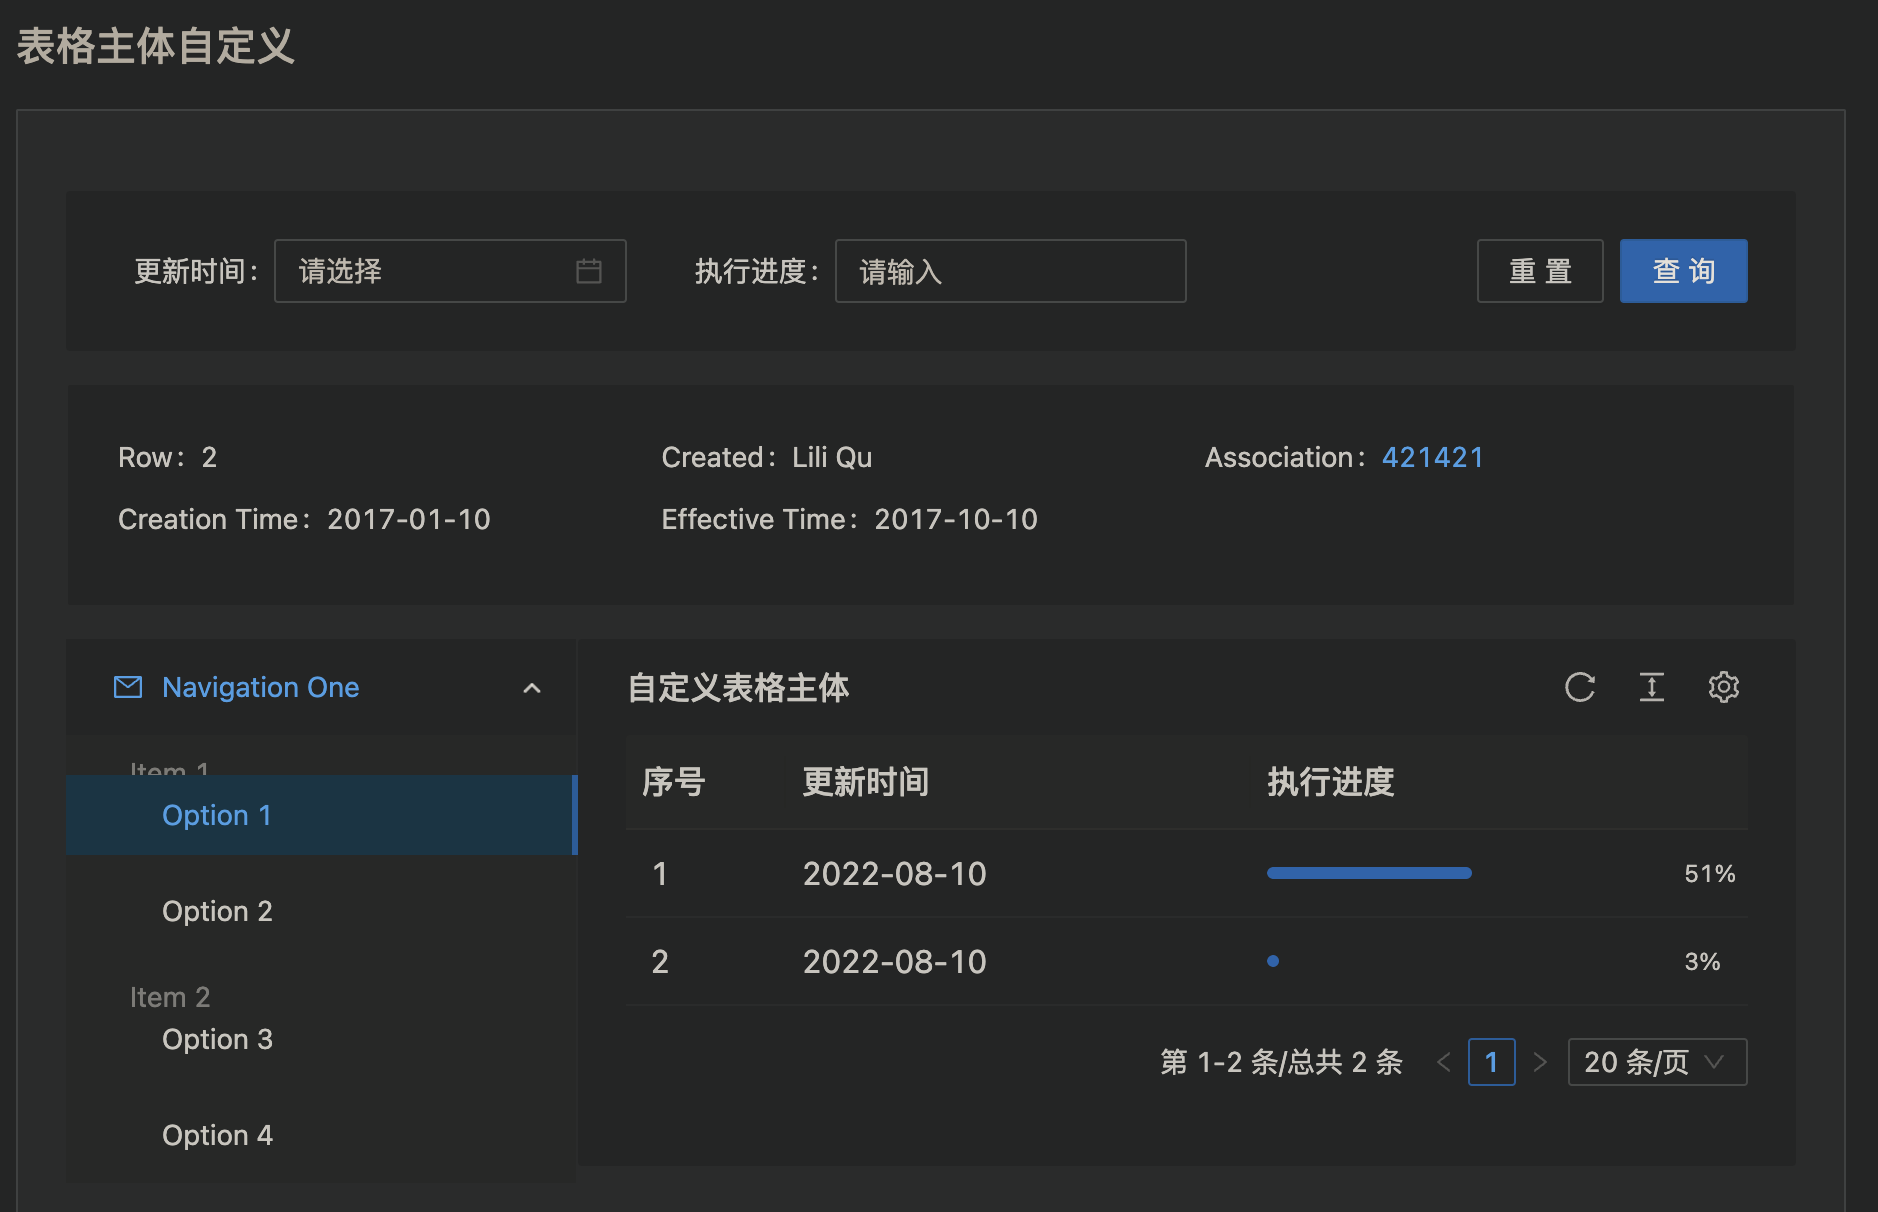 表格主体自定义
更新时间： 请选择 执行进度： 请输入 重 置 查 询
Row： 2 Created： Lili Qu Association： 421421
Creation Time： 2017-01-10 Effective Time： 2017-10-10
Navigation One
Item 1
Option 1
Option 2
Item 2
Option 3
Option 4
自定义表格主体
序号 更新时间 执行进度
1 2022-08-10 51%
2 2022-08-10 3%
第 1-2 条/总共 2 条 < 1 > 20 条/页